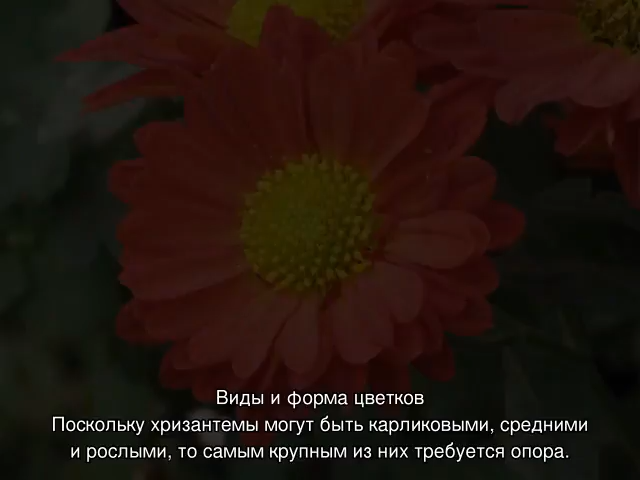 Виды и форма цветков
Поскольку хризантемы могут быть карликовыми, средними
и рослыми, то самым крупным из них требуется опора.